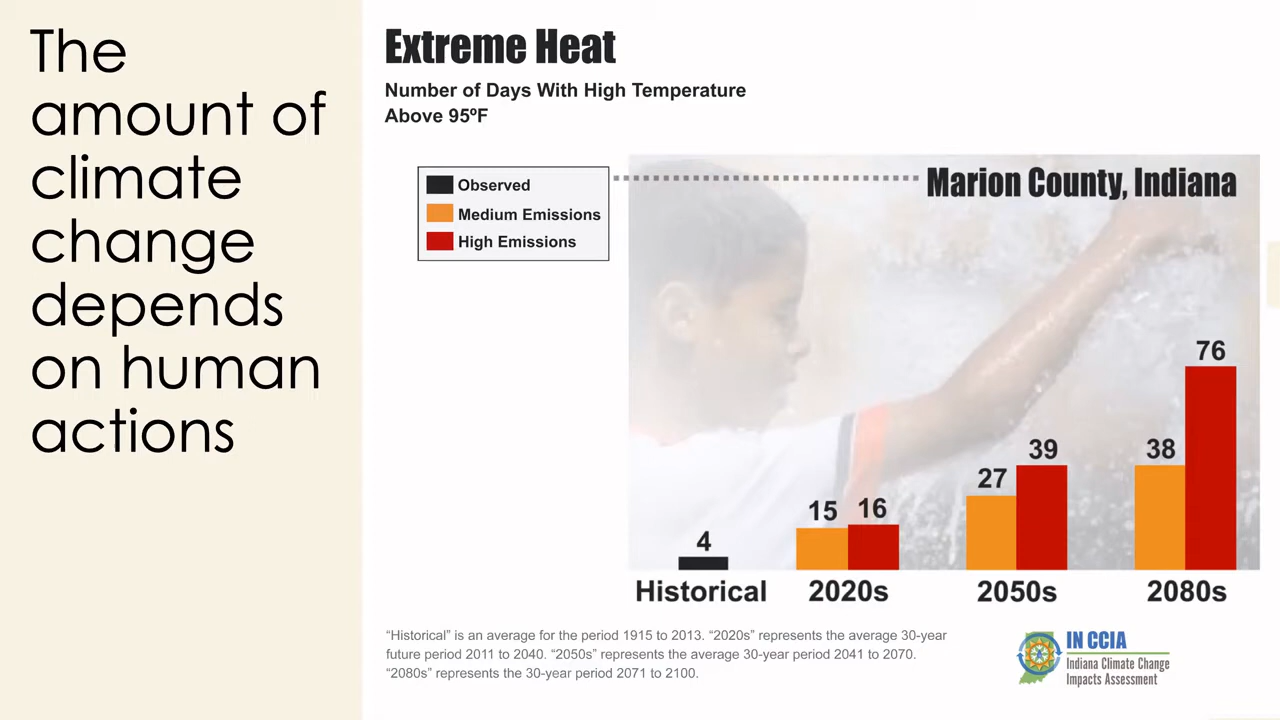 The
amount of
climate
change
depends
on human
actions
Extreme Heat
Number of Days With High Temperature
Above 95ºF
Observed
Medium Emissions
High Emissions
Marion County, Indiana
4
15
16
27
39
38
76
Historical
2020s
2050s
2080s
“Historical” is an average for the period 1915 to 2013. “2020s” represents the average 30-year
future period 2011 to 2040. “2050s” represents the average 30-year period 2041 to 2070.
“2080s” represents the 30-year period 2071 to 2100.
IN CCIA
Indiana Climate Change
Impacts Assessment